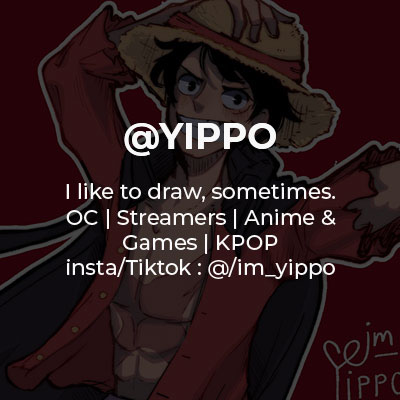 @YIPPO
I like to draw, sometimes.
OC | Streamers | Anime &
Games | KPOP
insta/Tiktok : @/im_yippo
im
YIPPO